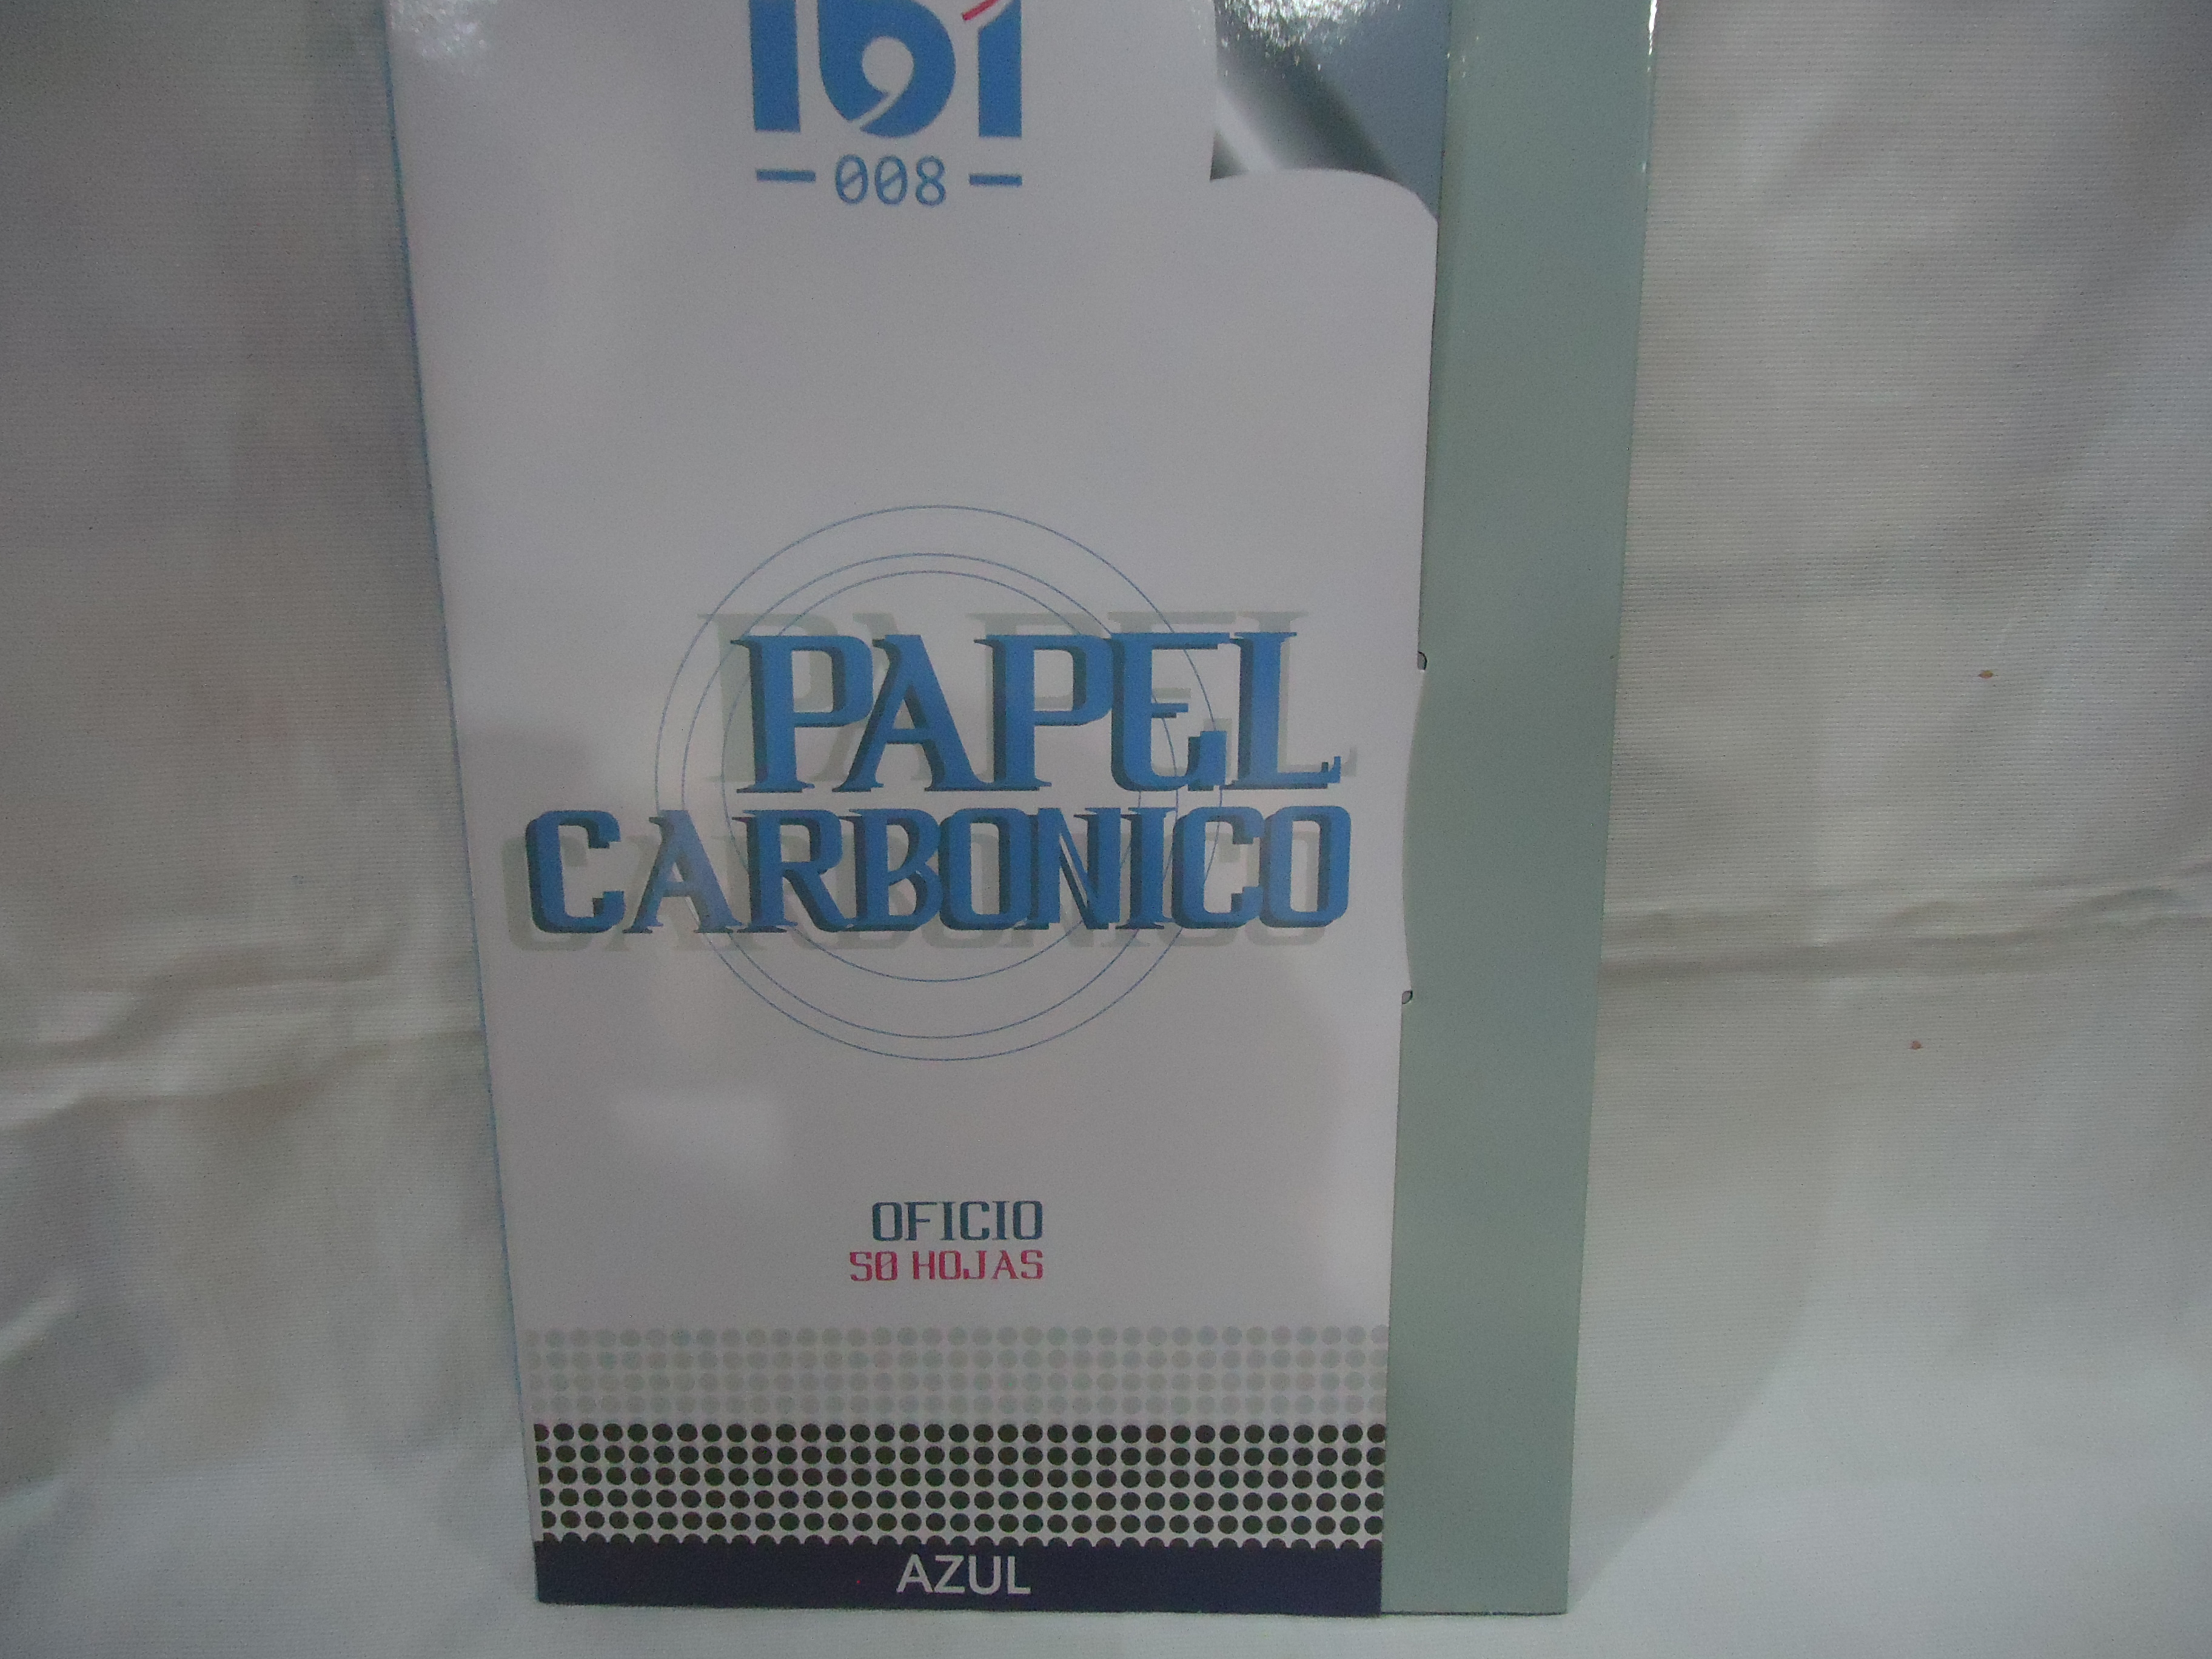 008
PAPEL
CARBONICO
OFICIO
50 HOJAS
AZUL